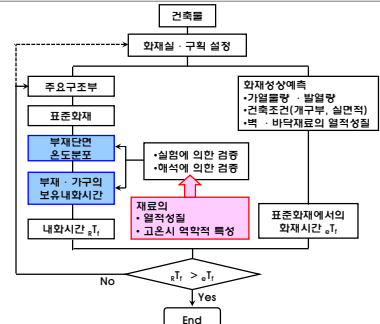 건축물
화재실 · 구획 설정
주요구조부
표준화재
부재단면
온도분포
부재 · 가구의
보유내화시간
내화시간 RTf
•실험에 의한 검증
•해석에 의한 검증
재료의
• 열적성질
• 고온시 역학적 특성
화재성상예측
•가열물량 · 발열량
•건축조건(개구부, 실면적)
•벽 · 바닥재료의 열적성질
표준화재에서의
화재시간 eTf
RTf > eTf
No
Yes
End